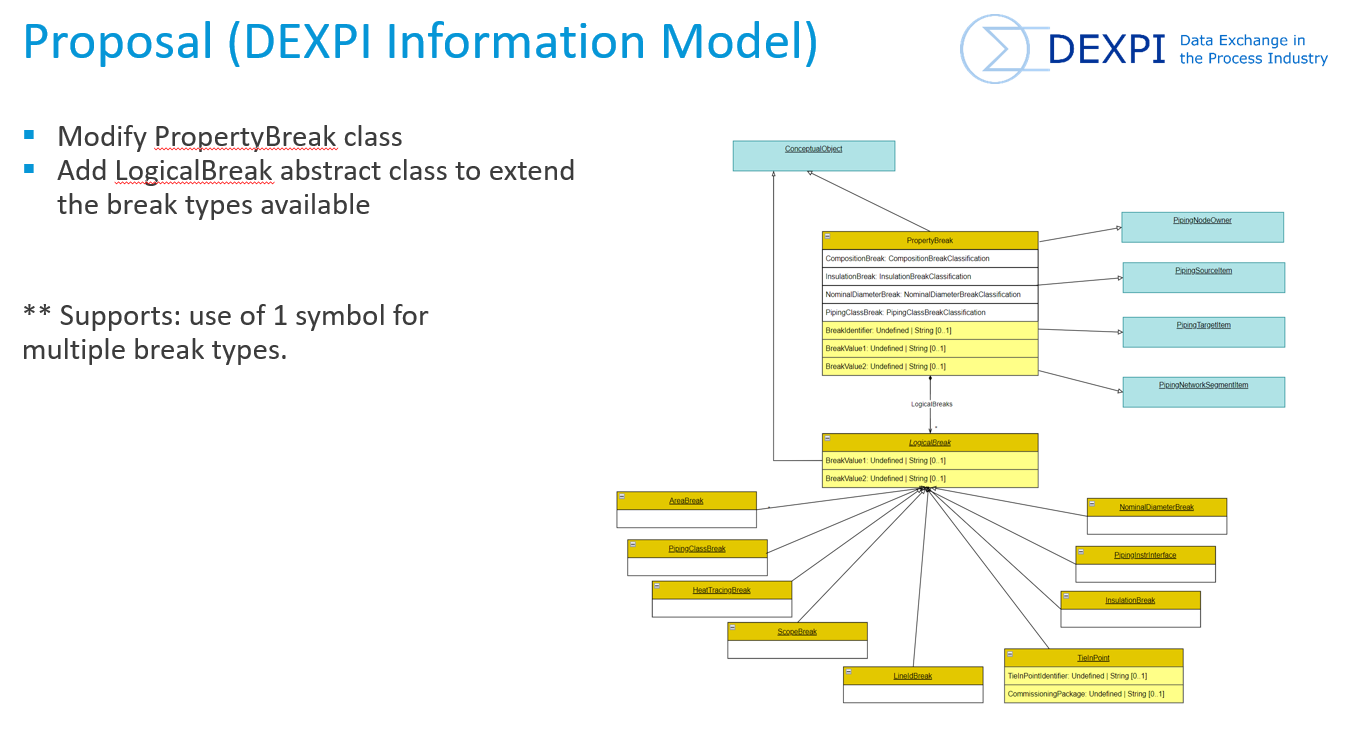 Proposal (DEXPI Information Model)
DEXPI
Data Exchange in
the Process Industry
▪ Modify PropertyBreak class
▪ Add LogicalBreak abstract class to extend
the break types available
** Supports: use of 1 symbol for
multiple break types.
ConceptualObject
PropertyBreak
CompositionBreak: CompositionBreakClassification
InsulationBreak: InsulationBreakClassification
NominalDiameterBreak: NominalDiameterBreakClassification
PipingClassBreak: PipingClassBreakClassification
BreakIdentifier: Undefined | String [0..1]
BreakValue1: Undefined | String [0..1]
BreakValue2: Undefined | String [0..1]
PipingNodeOwner
PipingSourceItem
PipingTargetItem
PipingNetworkSegmentItem
LogicalBreaks
*
LogicalBreak
BreakValue1: Undefined | String [0..1]
BreakValue2: Undefined | String [0..1]
AreaBreak
PipingClassBreak
HeatTracingBreak
ScopeBreak
LineIdBreak
NominalDiameterBreak
PipingInstrInterface
InsulationBreak
TieInPoint
TieInPointIdentifier: Undefined | String [0..1]
CommissioningPackage: Undefined | String [0..1]